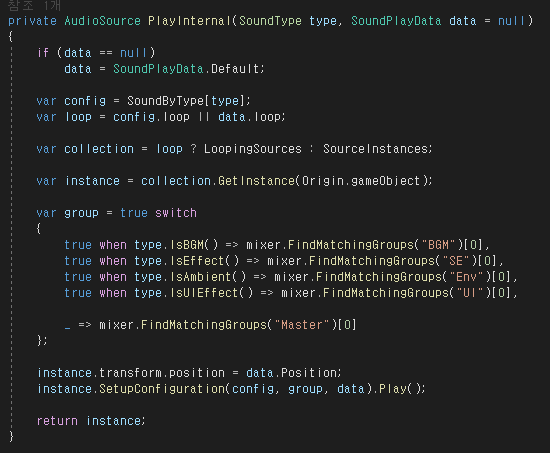 참조 1개
private AudioSource PlayInternal(SoundType type, SoundPlayData data = null)
{
if (data == null)
data = SoundPlayData.Default;
var config = SoundByType[type];
var loop = config.loop || data.loop;
var collection = loop ? LoopingSources : SourceInstances;
var instance = collection.GetInstance(Origin.gameObject);
var group = true switch
{
true when type.IsBGM() => mixer.FindMatchingGroups("BGM")[0],
true when type.IsEffect() => mixer.FindMatchingGroups("SE")[0],
true when type.IsAmbient() => mixer.FindMatchingGroups("Env")[0],
true when type.IsUIEffect() => mixer.FindMatchingGroups("UI")[0],
_ => mixer.FindMatchingGroups("Master")[0]
};
instance.transform.position = data.Position;
instance.SetupConfiguration(config, group, data).Play();
return instance;
}